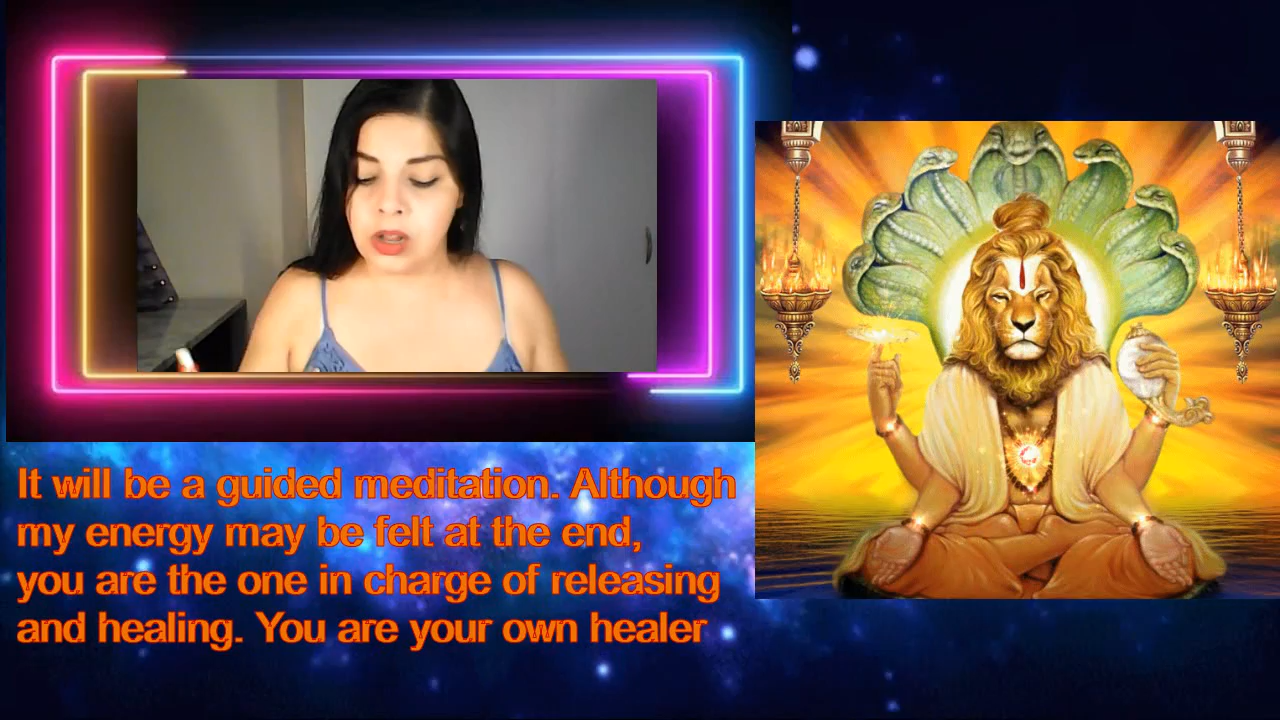 It will be a guided meditation. Although
my energy may be felt at the end,
you are the one in charge of releasing
and healing. You are your own healer